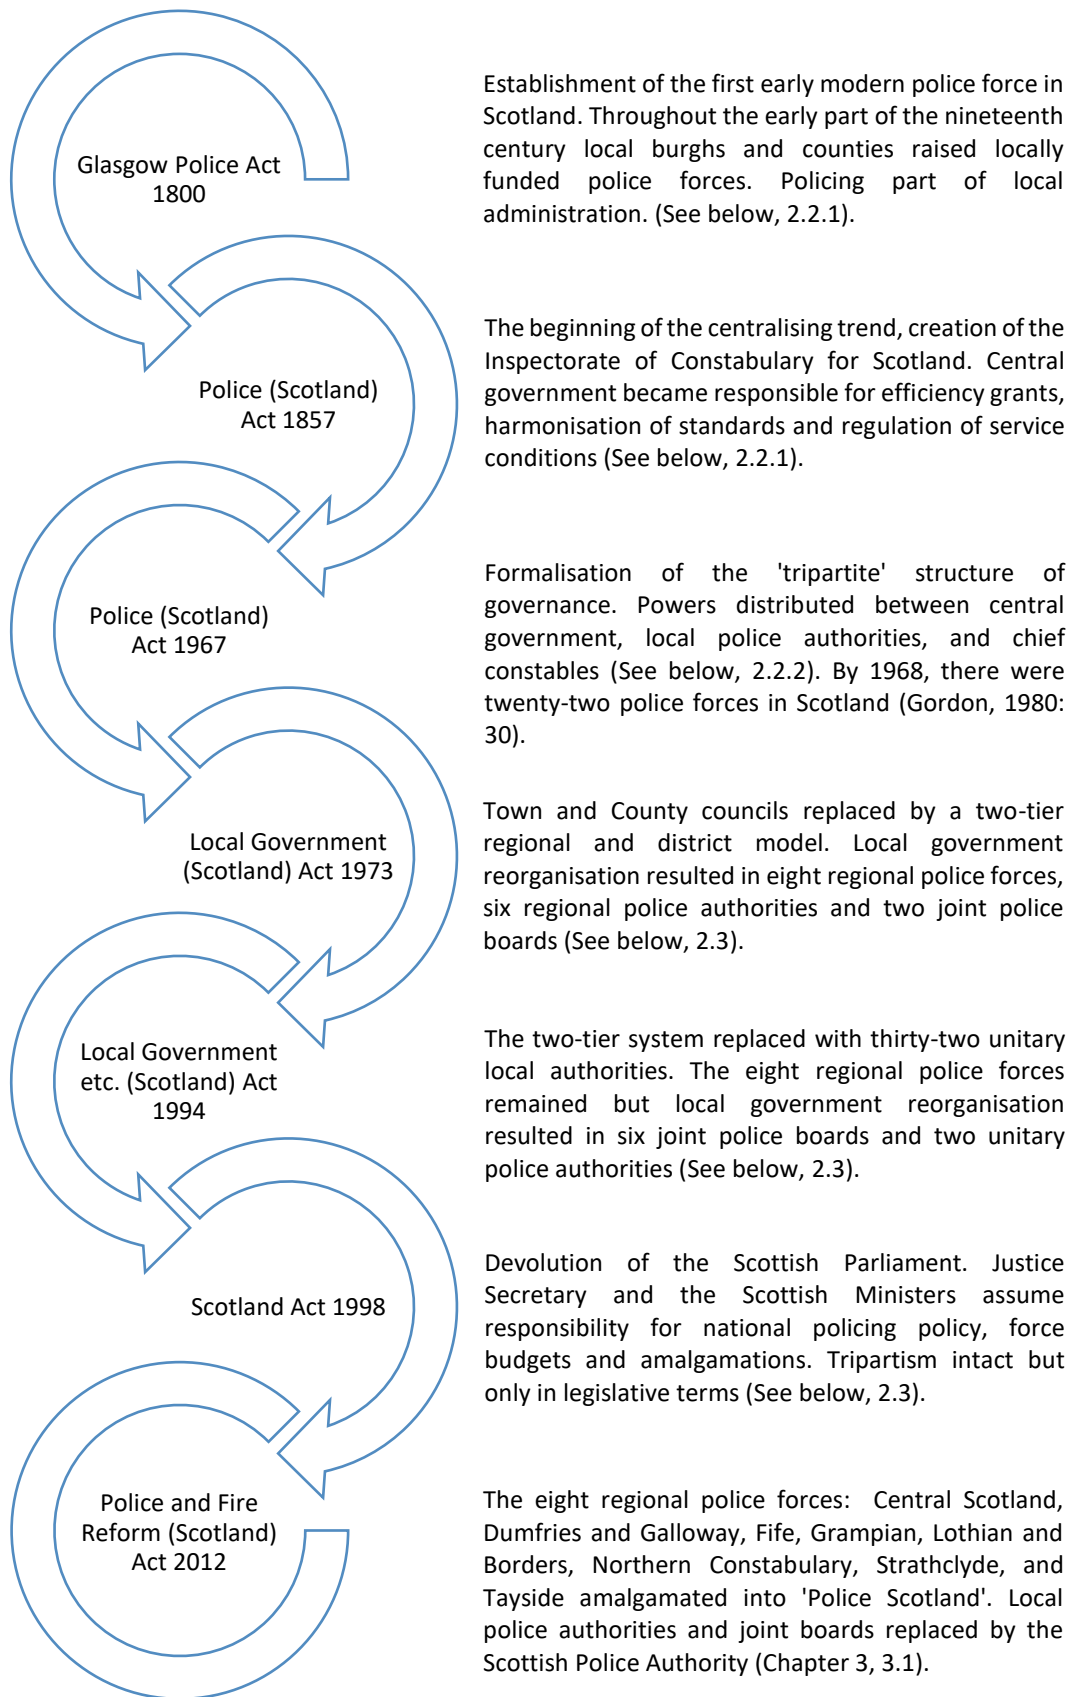 Glasgow Police Act
1800
Establishment of the first early modern police force in
Scotland. Throughout the early part of the nineteenth
century local burghs and counties raised locally
funded police forces. Policing part of local
administration. (See below, 2.2.1).
Police (Scotland)
Act 1857
The beginning of the centralising trend, creation of the
Inspectorate of Constabulary for Scotland. Central
government became responsible for efficiency grants,
harmonisation of standards and regulation of service
conditions (See below, 2.2.1).
Police (Scotland)
Act 1967
Formalisation of the 'tripartite' structure of
governance. Powers distributed between central
government, local police authorities, and chief
constables (See below, 2.2.2). By 1968, there were
twenty-two police forces in Scotland (Gordon, 1980:
30).
Local Government
(Scotland) Act 1973
Town and County councils replaced by a two-tier
regional and district model. Local government
reorganisation resulted in eight regional police forces,
six regional police authorities and two joint police
boards (See below, 2.3).
Local Government
etc. (Scotland) Act
1994
The two-tier system replaced with thirty-two unitary
local authorities. The eight regional police forces
remained but local government reorganisation
resulted in six joint police boards and two unitary
police authorities (See below, 2.3).
Scotland Act 1998
Devolution of the Scottish Parliament. Justice
Secretary and the Scottish Ministers assume
responsibility for national policing policy, force
budgets and amalgamations. Tripartism intact but
only in legislative terms (See below, 2.3).
Police and Fire
Reform (Scotland)
Act 2012
The eight regional police forces: Central Scotland,
Dumfries and Galloway, Fife, Grampian, Lothian and
Borders, Northern Constabulary, Strathclyde, and
Tayside amalgamated into 'Police Scotland'. Local
police authorities and joint boards replaced by the
Scottish Police Authority (Chapter 3, 3.1).